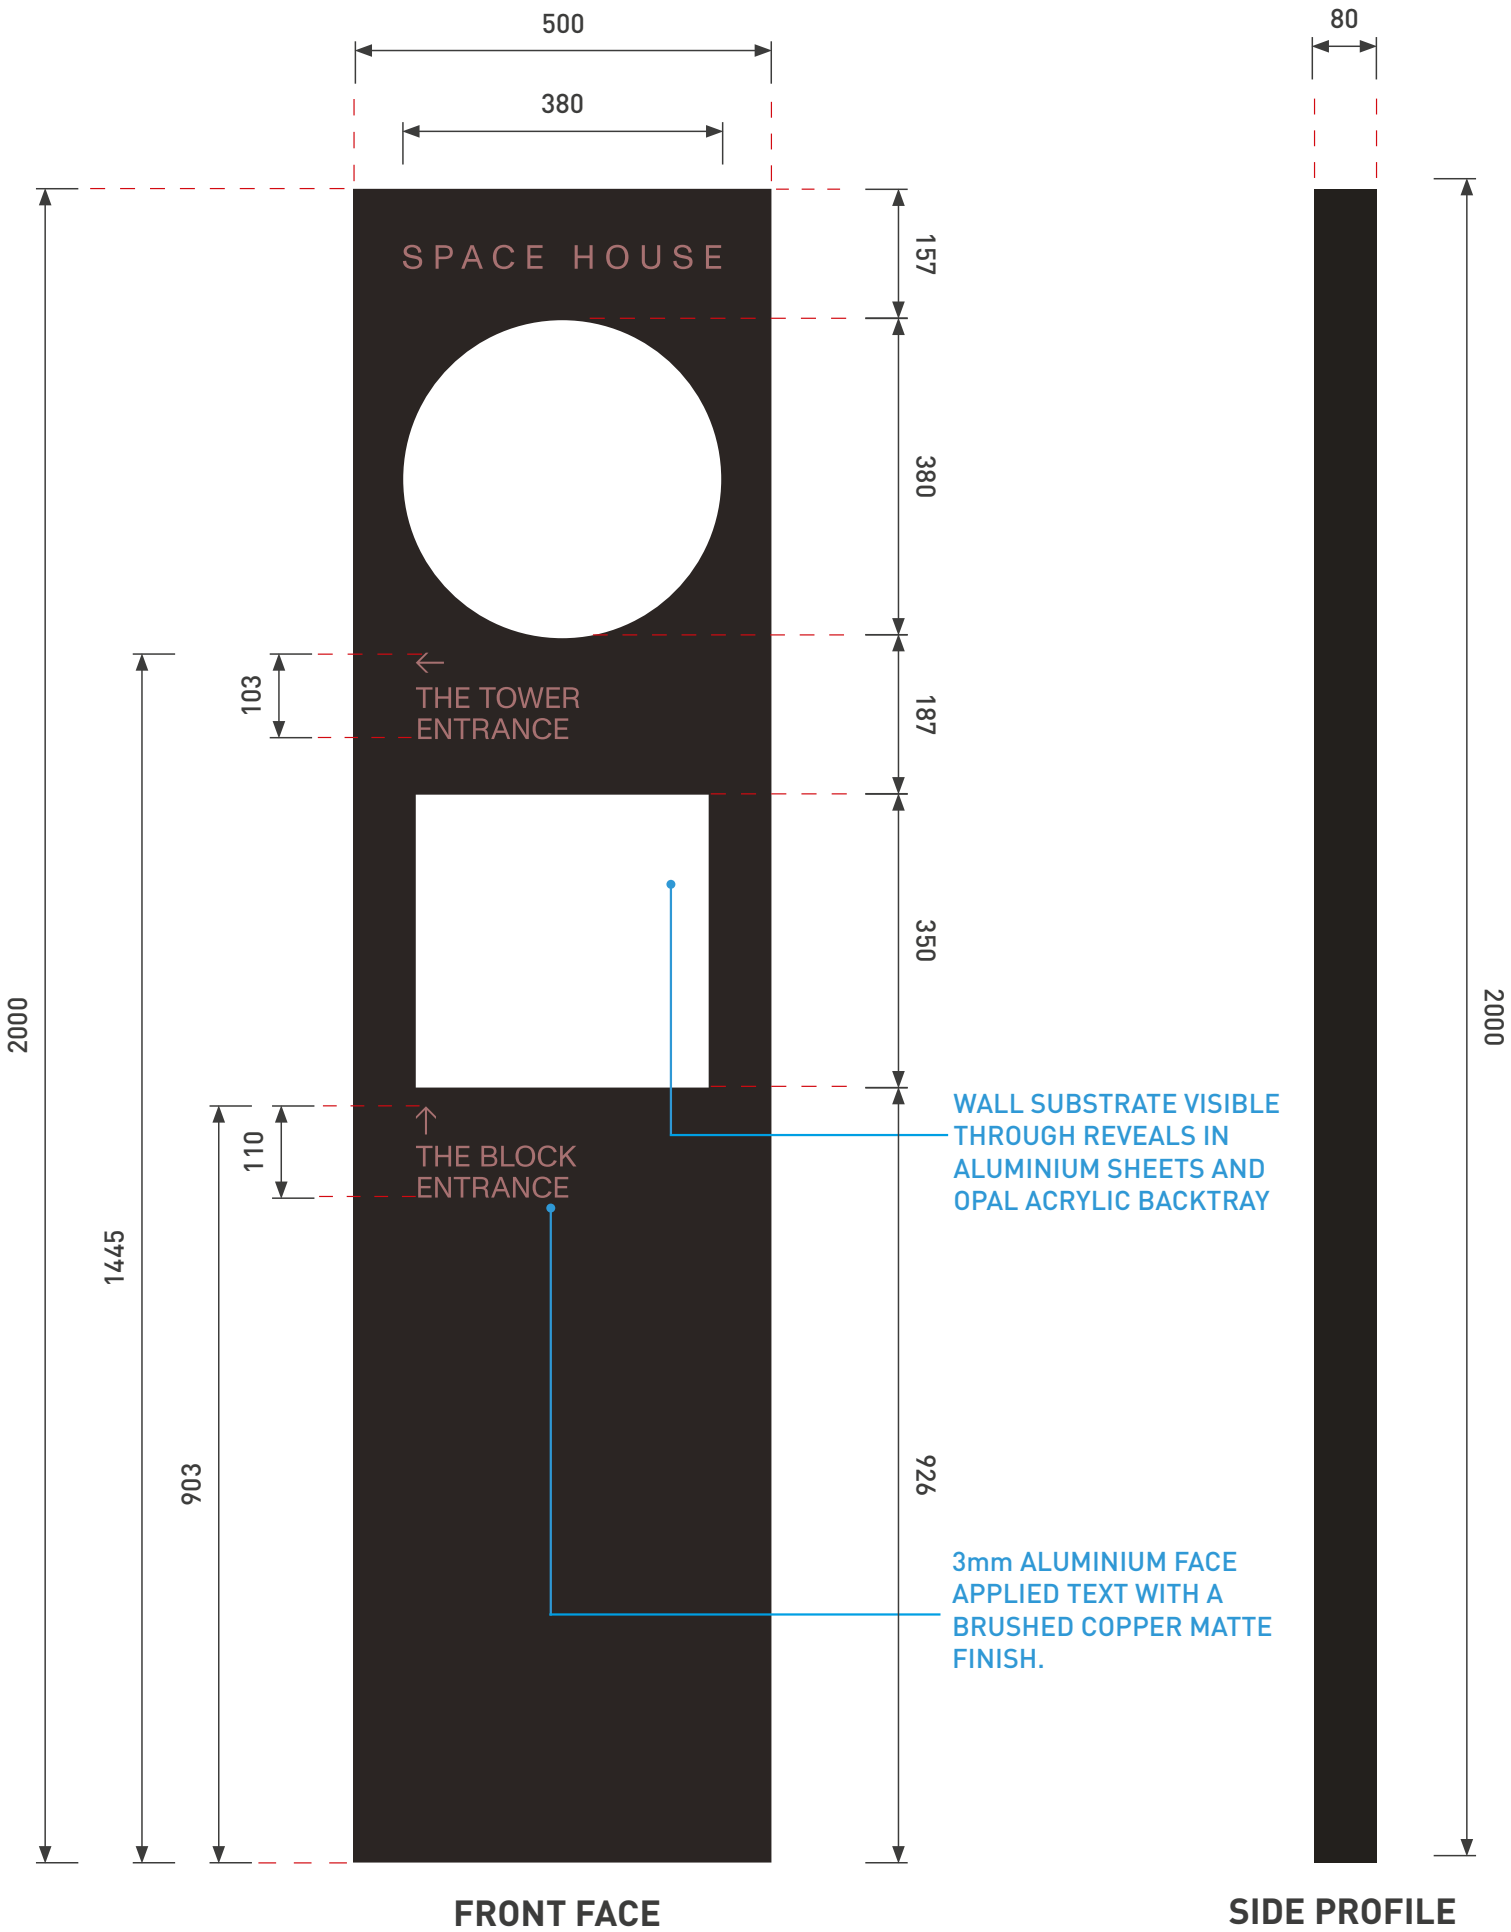 500
80
380
SPACE HOUSE
157
380
103
THE TOWER
ENTRANCE
187
350
2000
2000
110
THE BLOCK
ENTRANCE
WALL SUBSTRATE VISIBLE
THROUGH REVEALS IN
ALUMINIUM SHEETS AND
OPAL ACRYLIC BACKTRAY
1445
903
926
3mm ALUMINIUM FACE
APPLIED TEXT WITH A
BRUSHED COPPER MATTE
FINISH.
FRONT FACE
SIDE PROFILE